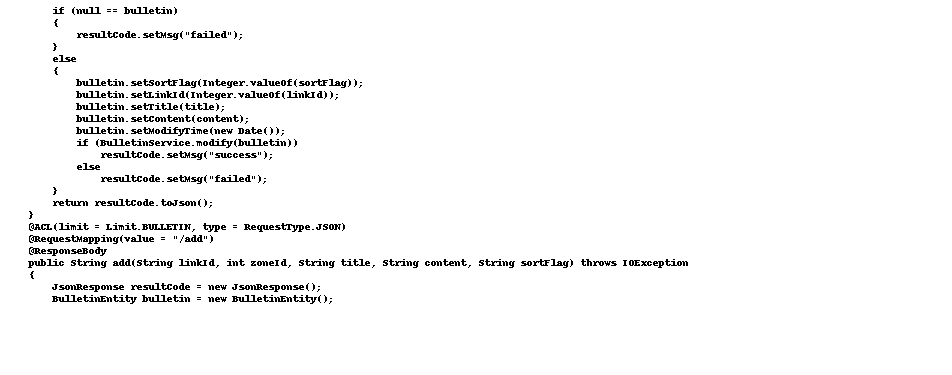 if (null == bulletin)
{
resultCode.setMsg("failed");
}
else
{
bulletin.setSortFlag(Integer.valueOf(sortFlag));
bulletin.setLinkId(Integer.valueOf(linkId));
bulletin.setTitle(title);
bulletin.setContent(content);
bulletin.setModifyTime(new Date());
if (BulletinService.modify(bulletin))
resultCode.setMsg("success");
else
resultCode.setMsg("failed");
}
return resultCode.toJson();
}
@ACL(limit = Limit.BULLETIN, type = RequestType.JSON)
@RequestMapping(value = "/add")
@ResponseBody
public String add(String linkId, int zoneId, String title, String content, String sortFlag) throws IOException
{
JsonResponse resultCode = new JsonResponse();
BulletinEntity bulletin = new BulletinEntity();